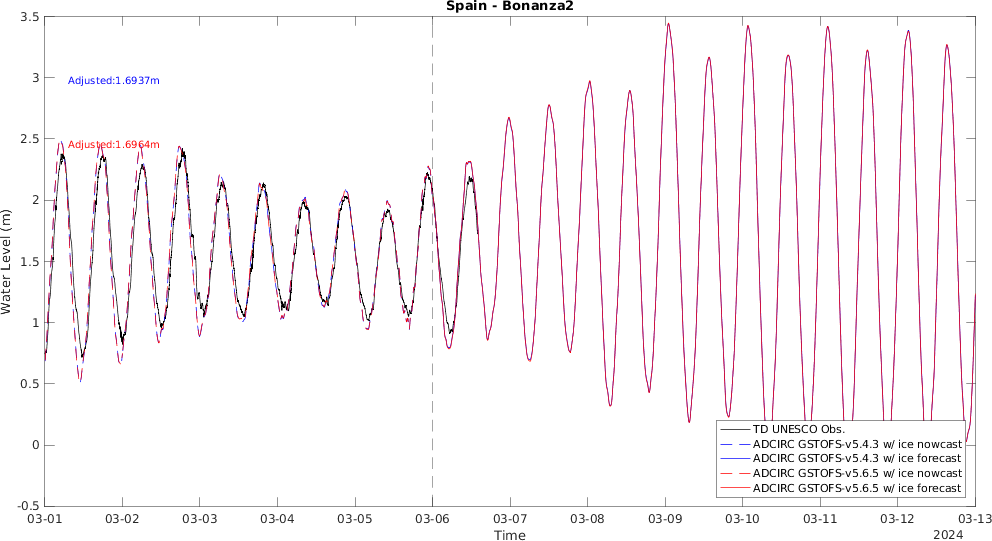 Spain - Bonanza2
3.5
3
2.5
2
1.5
1
0.5
0
-0.5
Water Level (m)
Adjusted:1.6937m
Adjusted:1.6964m
TD UNESCO Obs.
ADCIRC GSTOFS-v5.4.3 w/ ice nowcast
ADCIRC GSTOFS-v5.4.3 w/ ice forecast
ADCIRC GSTOFS-v5.6.5 w/ ice nowcast
ADCIRC GSTOFS-v5.6.5 w/ ice forecast
03-01 03-02 03-03 03-04 03-05 03-06 03-07 03-08 03-09 03-10 03-11 03-12 03-13
Time
2024